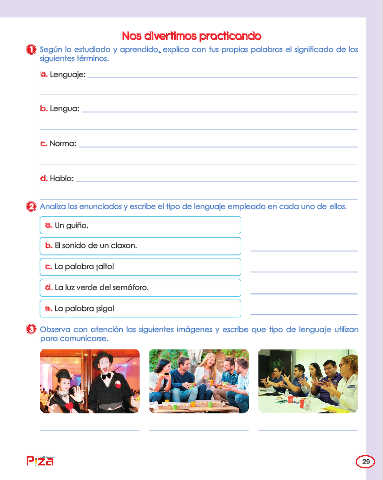 Nos divertimos practicando
1 Según lo estudiado y aprendido, explica con tus propias palabras el significado de los
siguientes términos.
a. Lenguaje:
b. Lengua:
c. Norma:
d. Habla:
2 Analiza los enunciados y escribe el tipo de lenguaje empleado en cada uno de ellos.
a. Un guiño.
b. El sonido de un claxon.
c. La palabra ¡alto!
d. La luz verde del semáforo.
e. La palabra ¡siga!
3 Observa con atención las siguientes imágenes y escribe que tipo de lenguaje utilizan
para comunicarse.
PIZA
29